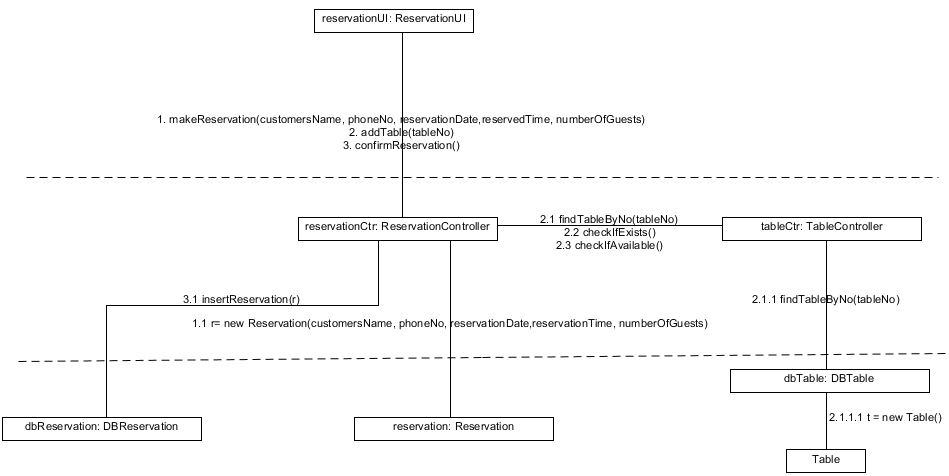 reservationUI: ReservationUI
1. makeReservation(customersName, phoneNo, reservationDate,reservedTime, numberOfGuests)
2. addTable(tableNo)
3. confirmReservation()
reservationCtr: ReservationController
2.1 findTableByNo(tableNo)
2.2 checkIfExists()
2.3 checkIfAvailable()
tableCtr: TableController
3.1 insertReservation(r)
2.1.1 findTableByNo(tableNo)
1.1 r= new Reservation(customersName, phoneNo, reservationDate,reservationTime, numberOfGuests)
dbTable: DBTable
2.1.1.1 t = new Table()
dbReservation: DBReservation
reservation: Reservation
Table